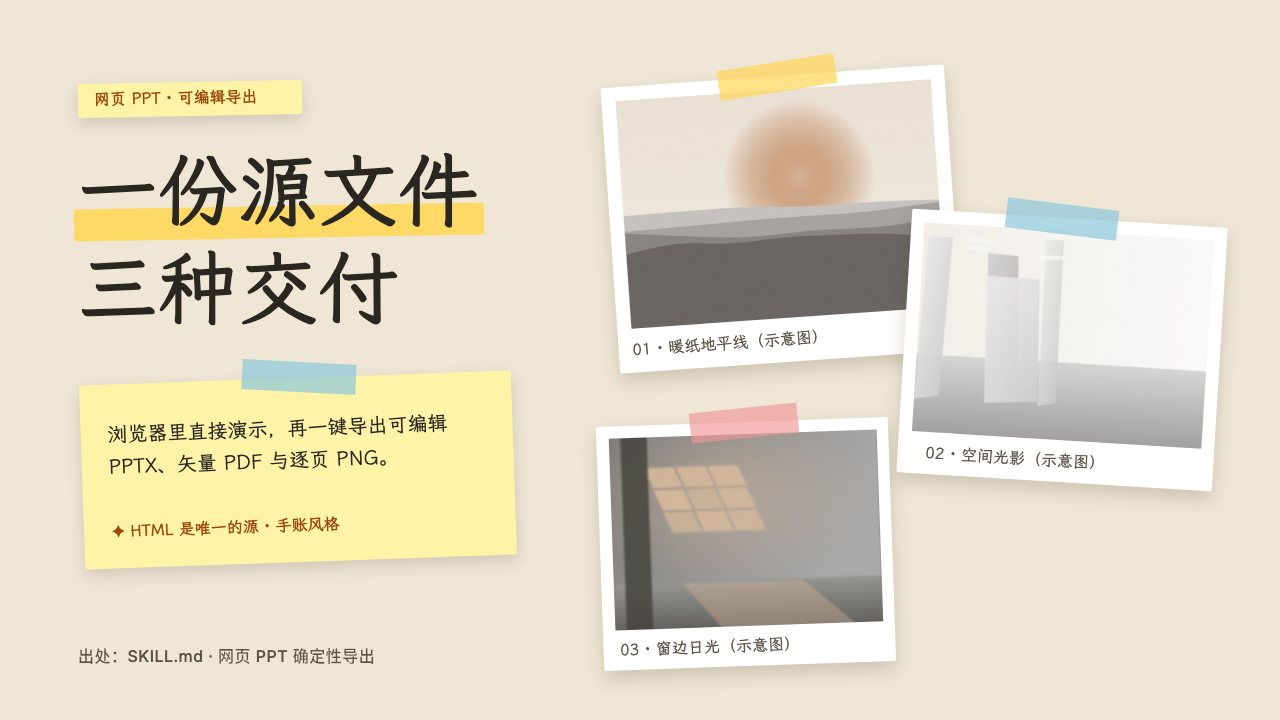 网页 PPT · 可编辑导出
一份源文件
三种交付
浏览器里直接演示，再一键导出可编辑
PPTX、矢量 PDF 与逐页 PNG。
✦ HTML 是唯一的源 · 手账风格
出处：SKILL.md · 网页 PPT 确定性导出
01 · 暖纸地平线（示意图）
02 · 空间光影（示意图）
03 · 窗边日光（示意图）